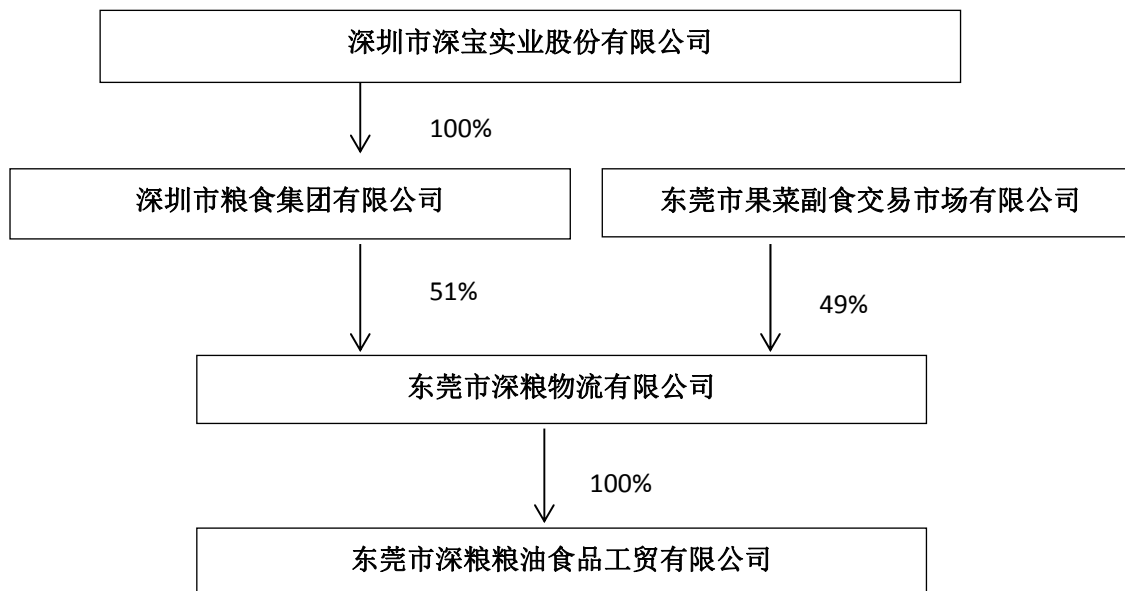 深圳市深宝实业股份有限公司
100%
深圳市粮食集团有限公司
东莞市果菜副食交易市场有限公司
51%
49%
东莞市深粮物流有限公司
100%
东莞市深粮粮油食品工贸有限公司